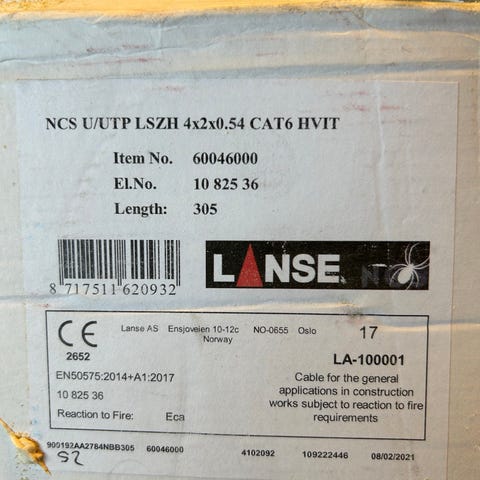 NCS U/UTP LSZH 4x2x0.54 CAT6 HVIT
Item No. 60046000
El.No. 10 825 36
Length: 305
8 717511 620932
LANSE
CE
2652
Lanse AS Ensjoveien 10-12c NO-0655 Oslo
Norway
17
LA-100001
EN50575:2014+A1:2017
10 825 36
Reaction to Fire: Eca
Cable for the general
applications in construction
works subject to reaction to fire
requirements
900192AA2784NBB305 60046000 4102092 109222446 08/02/2021
S2